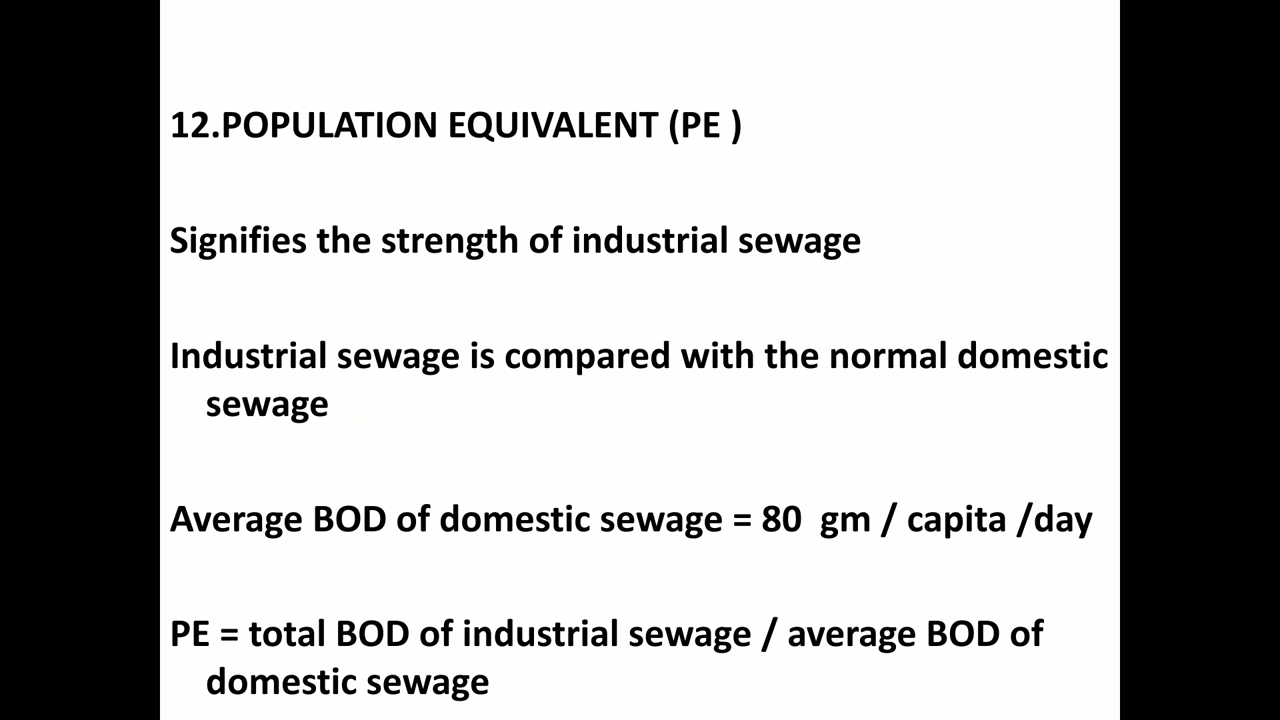 12.POPULATION EQUIVALENT (PE )
Signifies the strength of industrial sewage
Industrial sewage is compared with the normal domestic
sewage
Average BOD of domestic sewage = 80  gm / capita /day
PE = total BOD of industrial sewage / average BOD of
domestic sewage